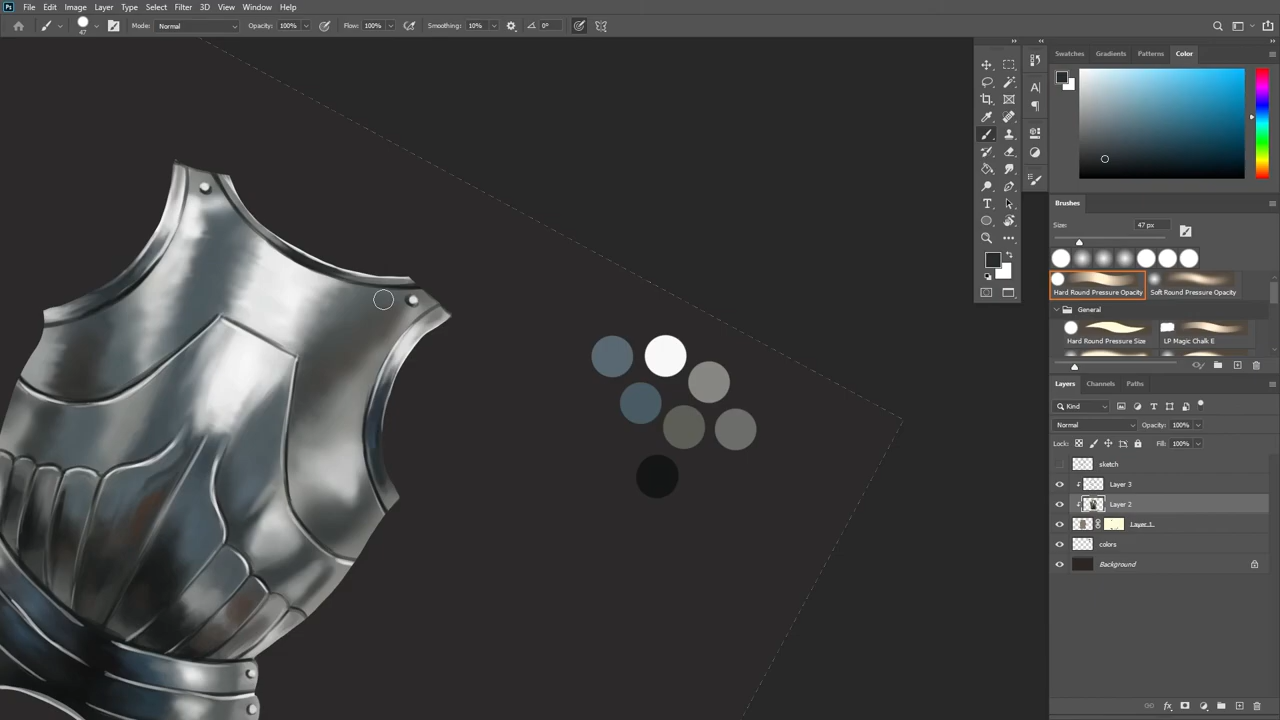 Ps File Edit Image Layer Type Select Filter 3D View Window Help
47 Mode: Normal Opacity: 100% Flow: 100% Smoothing: 10% 0°
Swatches Gradients Patterns Color
Brushes
Size: 47 px
Hard Round Pressure Opacity Soft Round Pressure Opacity
General
Hard Round Pressure Size LP Magic Chalk E
Layers Channels Paths
Kind
Normal Opacity: 100%
Lock: Fill: 100%
sketch
Layer 3
Layer 2
Layer 1
colors
Background